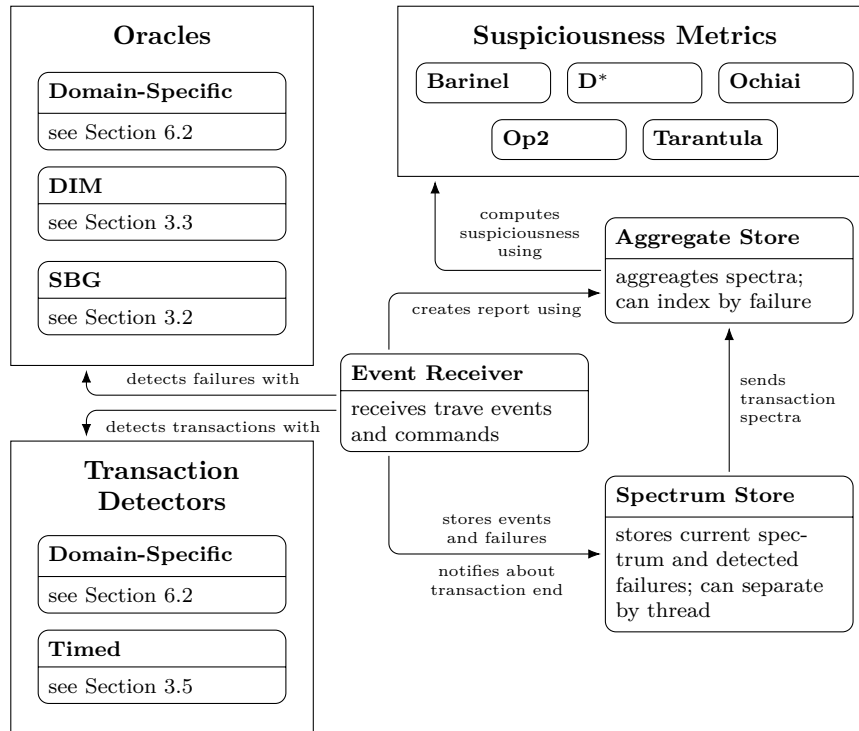 Oracles
Domain-Specific
see Section 6.2
DIM
see Section 3.3
SBG
see Section 3.2
Suspiciousness Metrics
Barinel
D*
Ochiai
Op2
Tarantula
computes
suspiciousness
using
Aggregate Store
aggreagtes spectra;
can index by failure
creates report using
detects failures with
detects transactions with
Event Receiver
receives trave events
and commands
sends
transaction
spectra
Transaction
Detectors
Domain-Specific
see Section 6.2
Timed
see Section 3.5
stores events
and failures
notifies about
transaction end
Spectrum Store
stores current spec-
trum and detected
failures; can separate
by thread